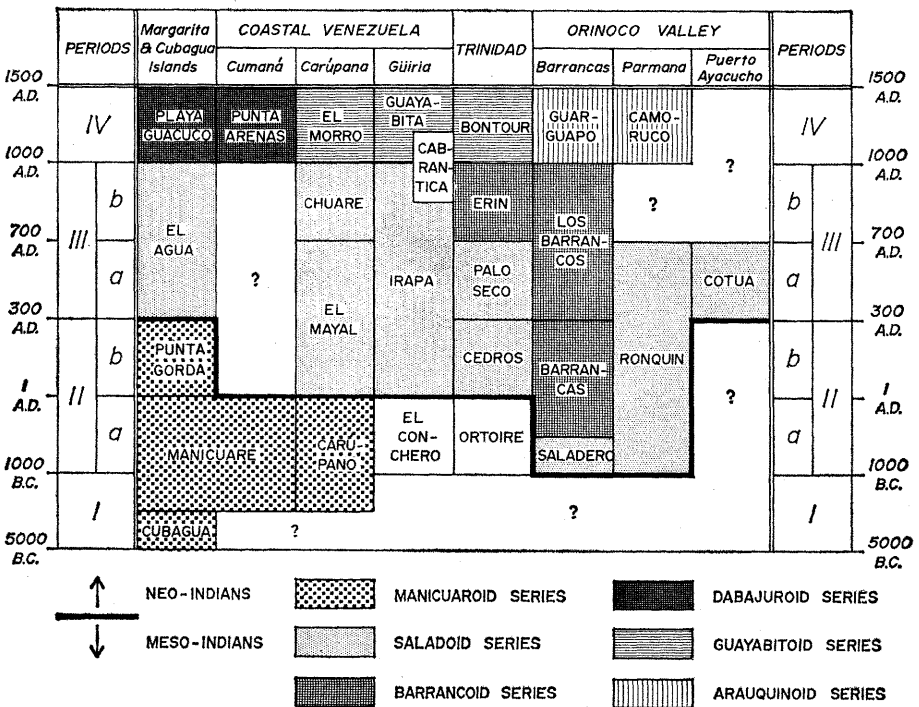 PERIODS
Margarita
& Cubagua
Islands
COASTAL VENEZUELA
Cumaná
Carúpana
Güiria
TRINIDAD
ORINOCO VALLEY
Barrancas
Parmana
Puerto
Ayacucho
PERIODS
1500
A.D.
1500
A.D.
IV
PLAYA
GUACUCO
PUNTA
ARENAS
EL
MORRO
GUAYA-
BITA
BONTOUR
GUAR-
GUAPO
CAMO-
RUCO
IV
CAB-
RAN-
TICA
?
1000
A.D.
1000
A.D.
III
b
EL
AGUA
CHUARE
ERIN
LOS
BARRAN-
COS
?
b
III
700
A.D.
700
A.D.
a
?
EL
MAYAL
IRAPA
PALO
SECO
COTUA
a
300
A.D.
300
A.D.
II
b
PUNTA
GORDA
CEDROS
BARRAN-
CAS
RONQUIN
?
b
II
I
A.D.
I
A.D.
a
MANICUARE
CARU-
PANO
EL
CON-
CHERO
ORTOIRE
SALADERO
a
1000
B.C.
1000
B.C.
I
CUBAGUA
?
?
I
5000
B.C.
5000
B.C.
NEO-INDIANS
MESO-INDIANS
MANICUAROID SERIES
SALADOID SERIES
BARRANCOID SERIES
DABAJUROID SERIES
GUAYABITOID SERIES
ARAUQUINOID SERIES